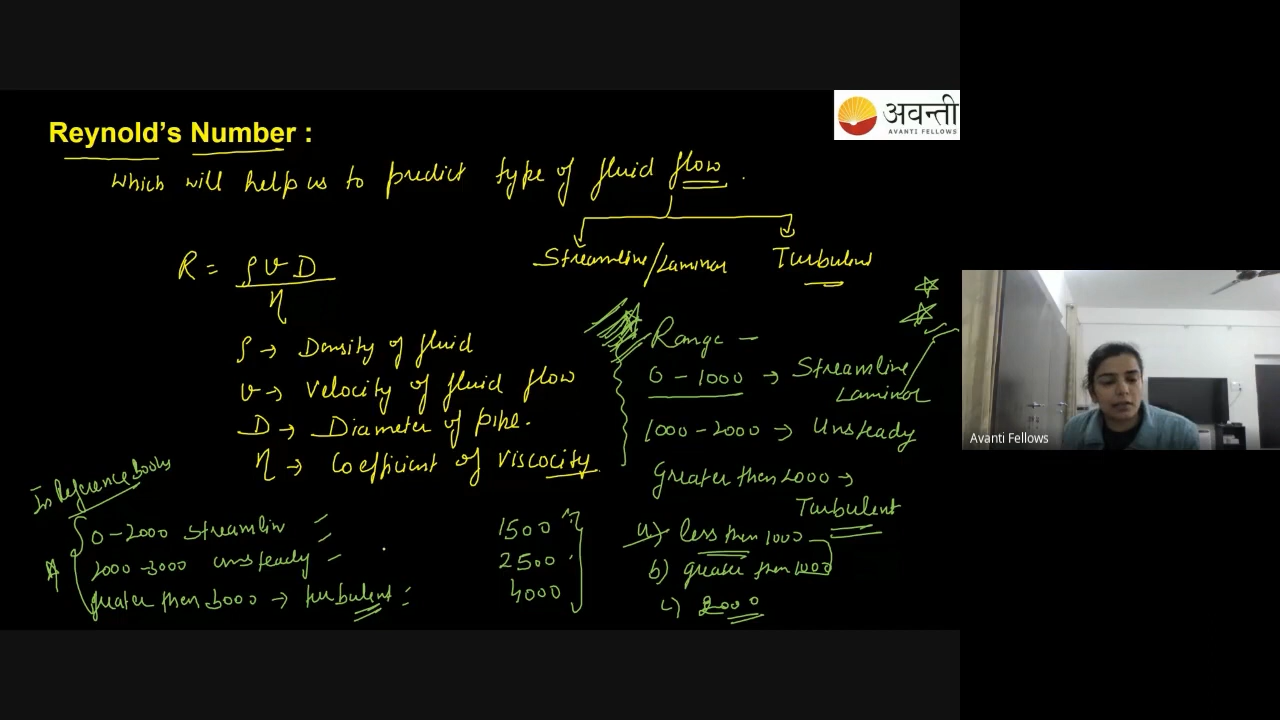 अवन्ती
AVANTI FELLOWS
Reynold's Number :
Which will help us to predict type of fluid flow .
Streamline/Laminar
Turbulent
R = ρ v D
η
ρ → Density of fluid
v → Velocity of fluid flow
D → Diameter of pipe.
η → Coefficient of Viscocity.
Range –
0 – 1000 → Streamline
Laminar
1000 – 2000 → Unsteady
Greater then 2000 →
Turbulent
a) less then 1000
b) greater then 1000
c) 2000
In Reference Books
0 – 2000 streamlin
2000 – 3000 unsteady
greater then 3000 → turbulent
1500
2500
4000
Avanti Fellows